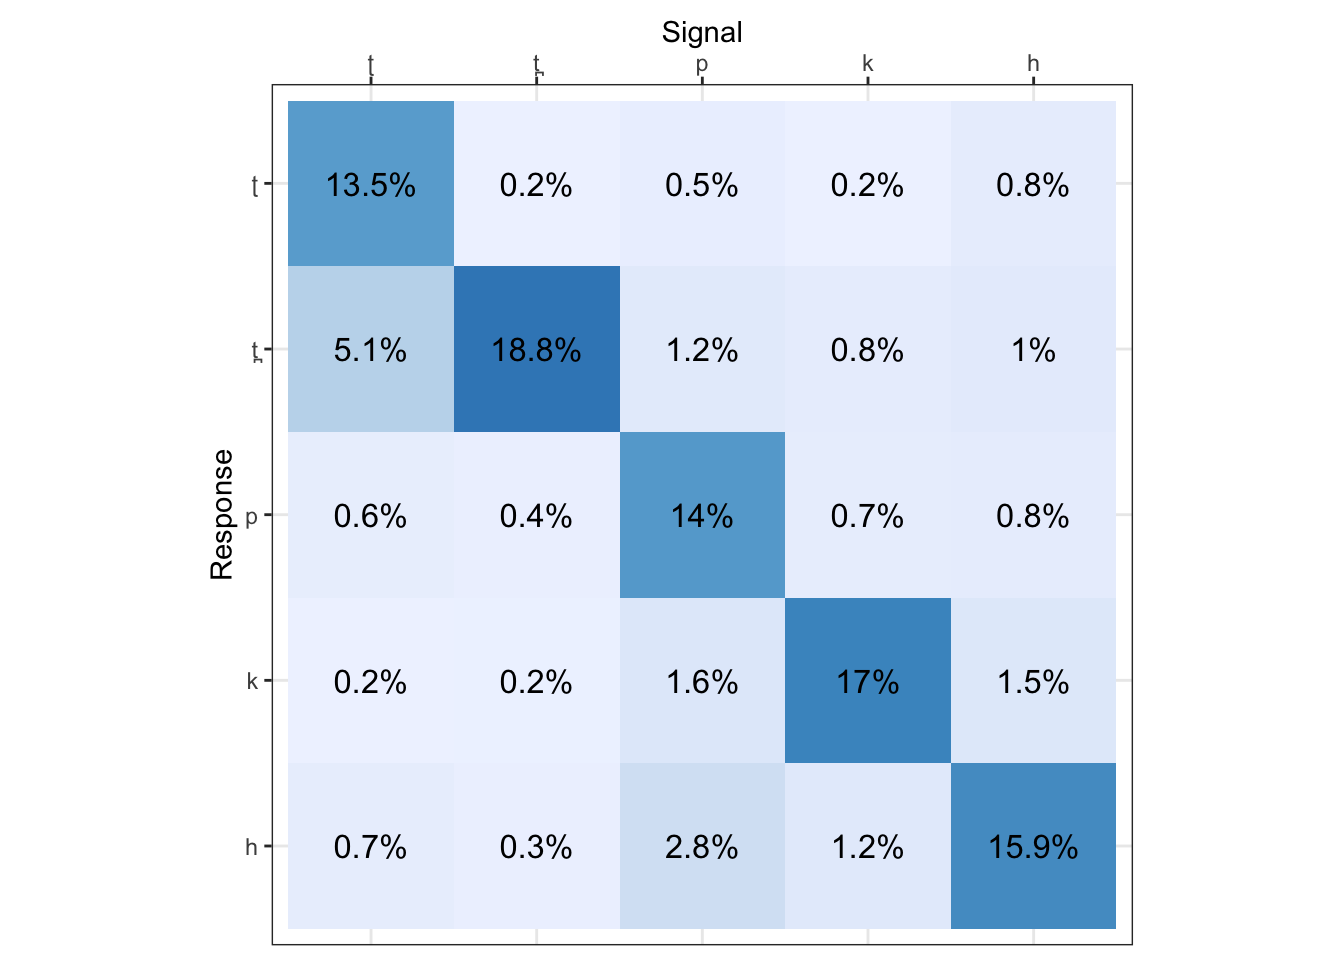 Signal
ʈ t̪ p k h
ʈ 13.5% 0.2% 0.5% 0.2% 0.8%
t̪ 5.1% 18.8% 1.2% 0.8% 1%
p 0.6% 0.4% 14% 0.7% 0.8%
k 0.2% 0.2% 1.6% 17% 1.5%
h 0.7% 0.3% 2.8% 1.2% 15.9%
Response